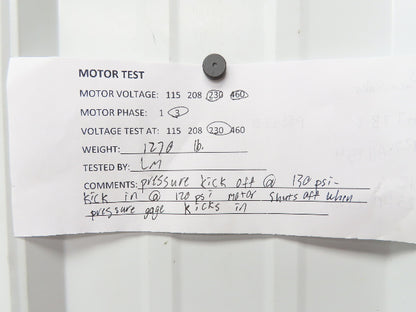 MOTOR TEST
MOTOR VOLTAGE: 115 208 230 460
MOTOR PHASE: 1 3
VOLTAGE TEST AT: 115 208 230 460
WEIGHT: 1270 lb.
TESTED BY: LM
COMMENTS: pressure kick off @ 130 psi-
kick in @ 120 psi motor shuts off when
pressure gage kicks in